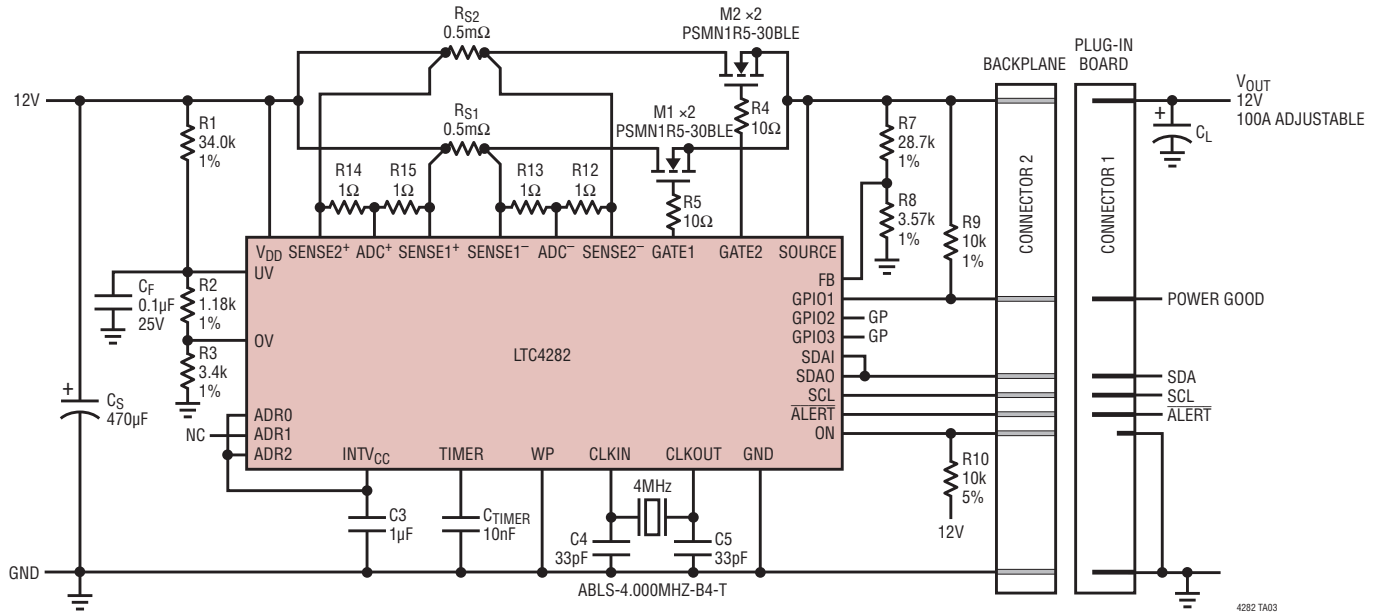 RS2
0.5mΩ
M2 ×2
PSMN1R5-30BLE
BACKPLANE
PLUG-IN
BOARD
12V
R1
34.0k
1%
RS1
0.5mΩ
M1 ×2
PSMN1R5-30BLE
R4
10Ω
R7
28.7k
1%
VOUT
12V
100A ADJUSTABLE
+
CL
R14
1Ω
R15
1Ω
R13
1Ω
R12
1Ω
R5
10Ω
R8
3.57k
1%
R9
10k
1%
CONNECTOR 2
CONNECTOR 1
VDD SENSE2+ ADC+ SENSE1+ SENSE1− ADC− SENSE2− GATE1 GATE2 SOURCE
UV
CF
0.1µF
25V
R2
1.18k
1%
OV
R3
3.4k
1%
LTC4282
FB
GPIO1
GPIO2
GP
GPIO3
GP
SDAI
SDAO
SCL
ALERT
ON
POWER GOOD
SDA
SCL
ALERT
+
CS
470µF
NC
ADR0
ADR1
ADR2
INTVCC TIMER WP CLKIN CLKOUT GND
R10
10k
5%
12V
C3
1µF
CTIMER
10nF
4MHz
C4
33pF
C5
33pF
GND
ABLS-4.000MHZ-B4-T
4282 TA03